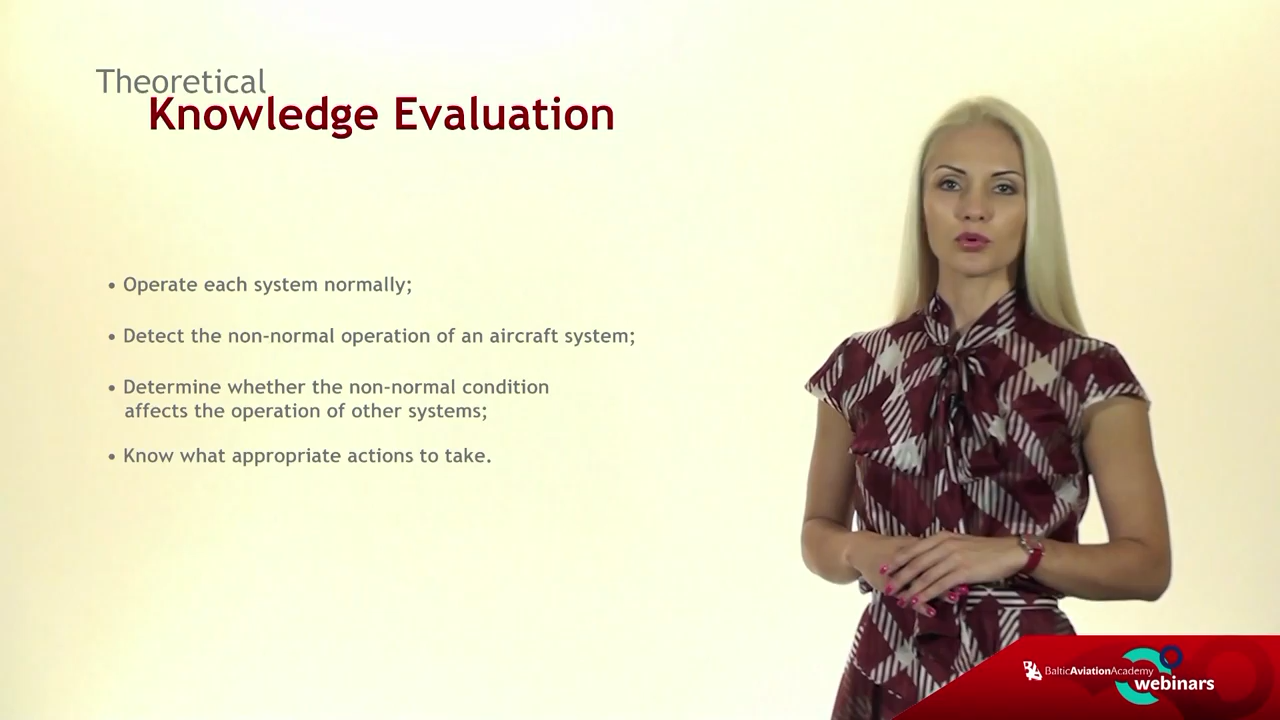 Theoretical
Knowledge Evaluation
• Operate each system normally;
• Detect the non-normal operation of an aircraft system;
• Determine whether the non-normal condition
affects the operation of other systems;
• Know what appropriate actions to take.
BalticAviationAcademy
webinars